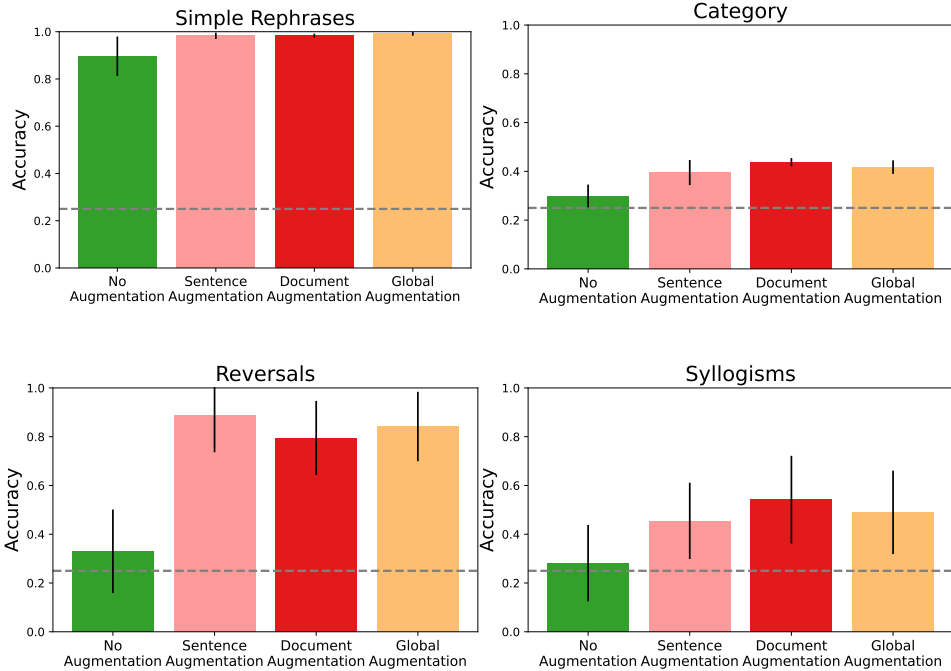 Simple Rephrases
Accuracy
1.0
0.8
0.6
0.4
0.2
0.0
No Augmentation
Sentence Augmentation
Document Augmentation
Global Augmentation
Category
Accuracy
1.0
0.8
0.6
0.4
0.2
0.0
No Augmentation
Sentence Augmentation
Document Augmentation
Global Augmentation
Reversals
Accuracy
1.0
0.8
0.6
0.4
0.2
0.0
No Augmentation
Sentence Augmentation
Document Augmentation
Global Augmentation
Syllogisms
Accuracy
1.0
0.8
0.6
0.4
0.2
0.0
No Augmentation
Sentence Augmentation
Document Augmentation
Global Augmentation